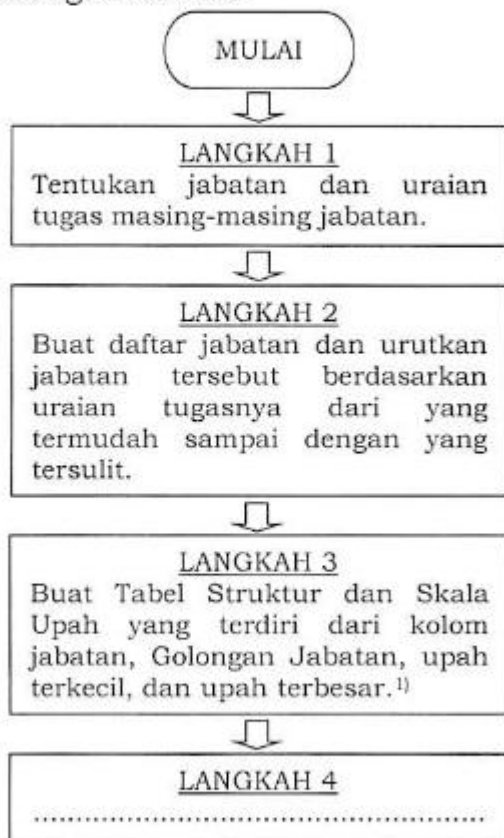 MULAI
LANGKAH 1
Tentukan jabatan dan uraian
tugas masing-masing jabatan.
LANGKAH 2
Buat daftar jabatan dan urutkan
jabatan tersebut berdasarkan
uraian tugasnya dari yang
termudah sampai dengan yang
tersulit.
LANGKAH 3
Buat Tabel Struktur dan Skala
Upah yang terdiri dari kolom
jabatan, Golongan Jabatan, upah
terkecil, dan upah terbesar.¹⁾
LANGKAH 4
....................................................